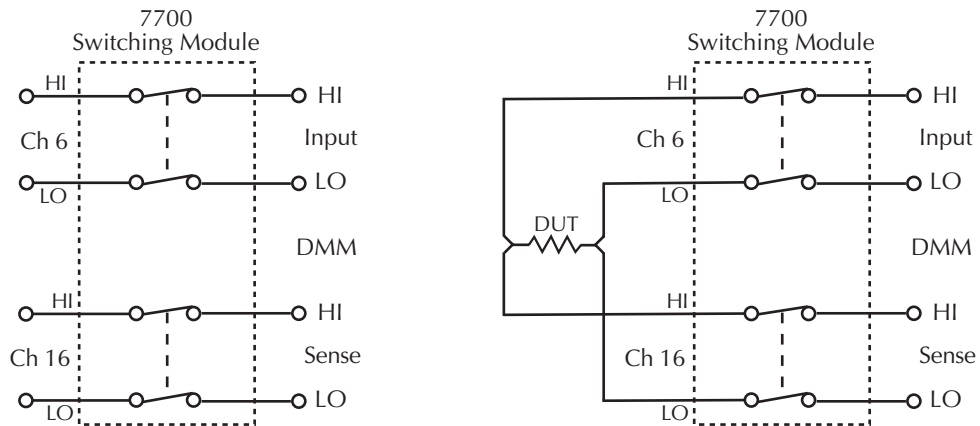 7700
Switching Module
HI
HI
Ch 6
Input
LO
LO
DMM
HI
HI
Ch 16
Sense
LO
LO
7700
Switching Module
HI
HI
Ch 6
Input
LO
LO
DUT
DMM
HI
HI
Ch 16
Sense
LO
LO